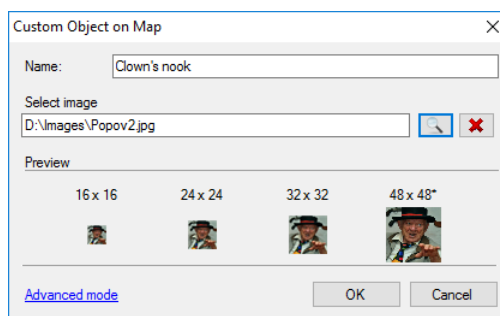 Custom Object on Map
Name: Clown's nook
Select image
D:\Images\Popov2.jpg
Preview
16 x 16 24 x 24 32 x 32 48 x 48*
Advanced mode OK Cancel